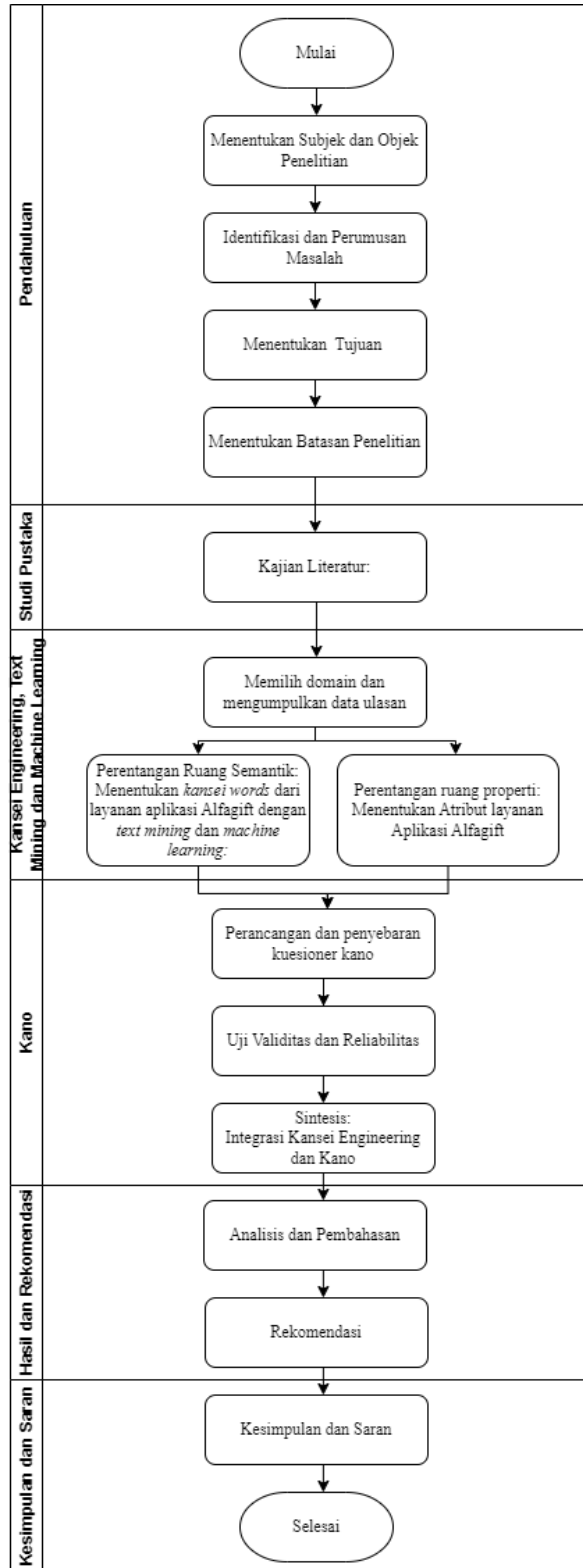 Pendahuluan
Mulai
Menentukan Subjek dan Objek
Penelitian
Identifikasi dan Perumusan
Masalah
Menentukan Tujuan
Menentukan Batasan Penelitian
Studi Pustaka
Kajian Literatur:
Kansei Engineering, Text
Mining dan Machine Learning
Memilih domain dan
mengumpulkan data ulasan
Perentangan Ruang Semantik:
Menentukan kansei words dari
layanan aplikasi Alfagift dengan
text mining dan machine
learning:
Perentangan ruang properti:
Menentukan Atribut layanan
Aplikasi Alfagift
Kano
Perancangan dan penyebaran
kuesioner kano
Uji Validitas dan Reliabilitas
Sintesis:
Integrasi Kansei Engineering
dan Kano
Hasil dan Rekomendasi
Analisis dan Pembahasan
Rekomendasi
Kesimpulan dan Saran
Kesimpulan dan Saran
Selesai